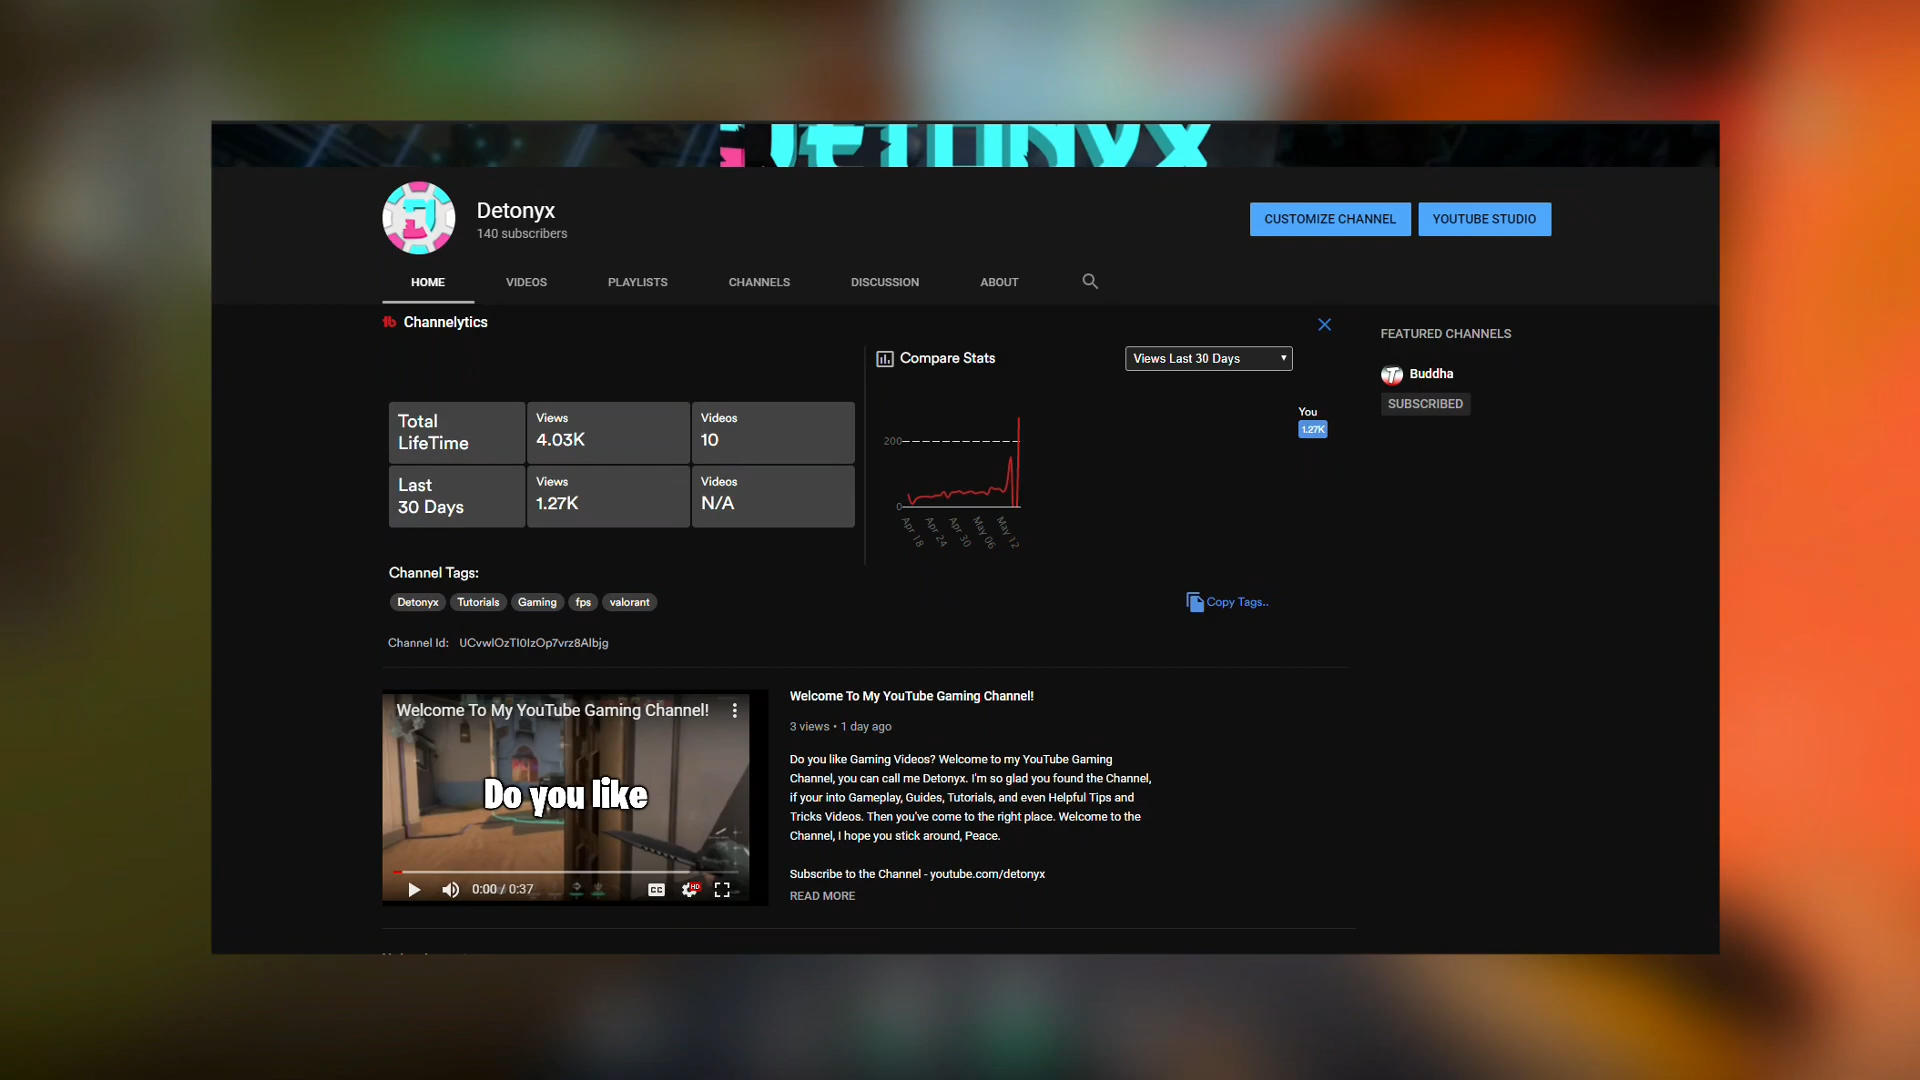 Detonyx
Detonyx
140 subscribers
CUSTOMIZE CHANNEL
YOUTUBE STUDIO
HOME
VIDEOS
PLAYLISTS
CHANNELS
DISCUSSION
ABOUT
Channelytics
Compare Stats
Views Last 30 Days
FEATURED CHANNELS
Buddha
SUBSCRIBED
Total
LifeTime
Views
4.03K
Videos
10
Last
30 Days
Views
1.27K
Videos
N/A
You
1.27K
200
0
Apr 18
Apr 24
Apr 30
May 06
May 12
Channel Tags:
Detonyx
Tutorials
Gaming
fps
valorant
Copy Tags..
Channel Id:
Welcome To My YouTube Gaming Channel!
Do you like
0:00 / 0:37
CC
HD
Welcome To My YouTube Gaming Channel!
3 views • 1 day ago
Do you like Gaming Videos? Welcome to my YouTube Gaming
Channel, you can call me Detonyx. I'm so glad you found the Channel,
if your into Gameplay, Guides, Tutorials, and even Helpful Tips and
Tricks Videos. Then you've come to the right place. Welcome to the
Channel, I hope you stick around, Peace.
Subscribe to the Channel - youtube.com/detonyx
READ MORE